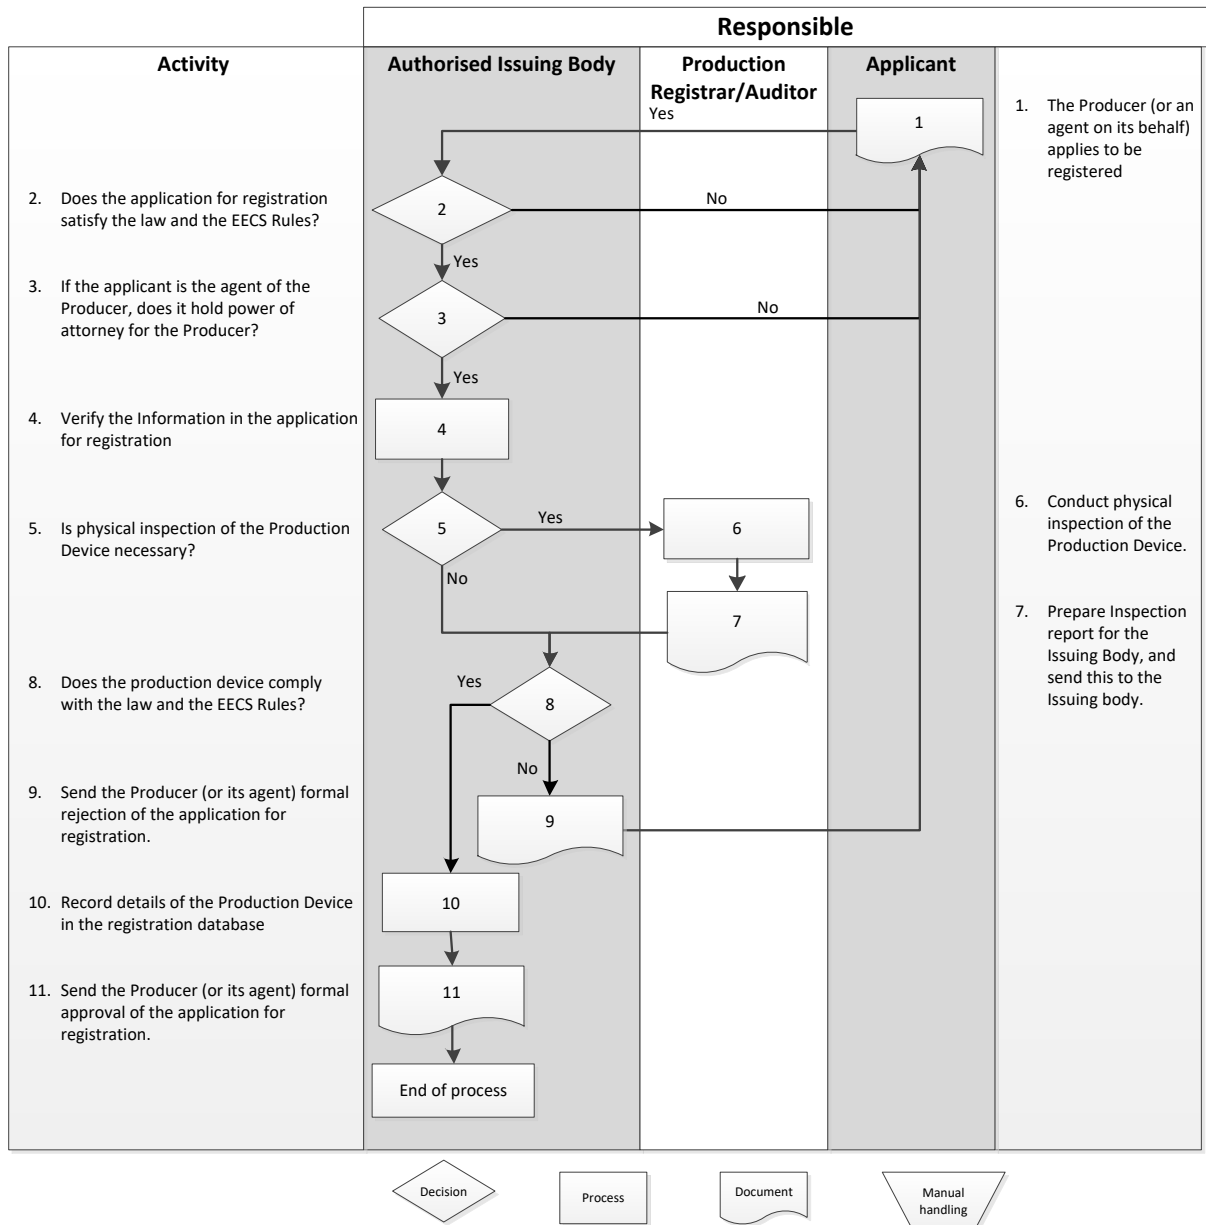 Responsible
Activity
Authorised Issuing Body
Production
Registrar/Auditor
Applicant
Yes
1
1. The Producer (or an
agent on its behalf)
applies to be
registered
2. Does the application for registration
satisfy the law and the EECS Rules?
2
No
Yes
3. If the applicant is the agent of the
Producer, does it hold power of
attorney for the Producer?
3
No
Yes
4. Verify the Information in the application
for registration
4
5. Is physical inspection of the Production
Device necessary?
5
Yes
No
6
6. Conduct physical
inspection of the
Production Device.
7
7. Prepare Inspection
report for the
Issuing Body, and
send this to the
Issuing body.
8. Does the production device comply
with the law and the EECS Rules?
Yes
8
No
9. Send the Producer (or its agent) formal
rejection of the application for
registration.
9
10. Record details of the Production Device
in the registration database
10
11. Send the Producer (or its agent) formal
approval of the application for
registration.
11
End of process
Decision
Process
Document
Manual
handling